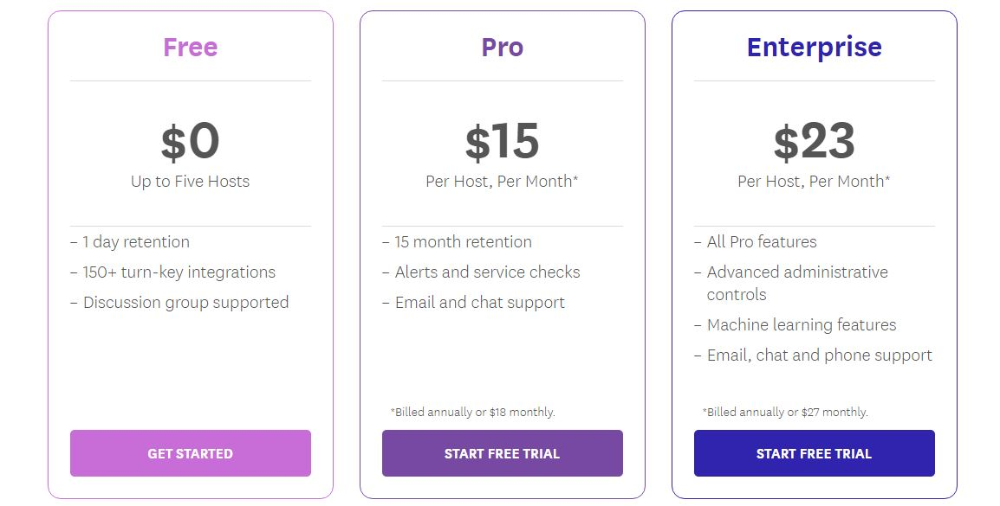 Free
$0
Up to Five Hosts
– 1 day retention
– 150+ turn-key integrations
– Discussion group supported
GET STARTED
Pro
$15
Per Host, Per Month*
– 15 month retention
– Alerts and service checks
– Email and chat support
*Billed annually or $18 monthly.
START FREE TRIAL
Enterprise
$23
Per Host, Per Month*
– All Pro features
– Advanced administrative
controls
– Machine learning features
– Email, chat and phone support
*Billed annually or $27 monthly.
START FREE TRIAL